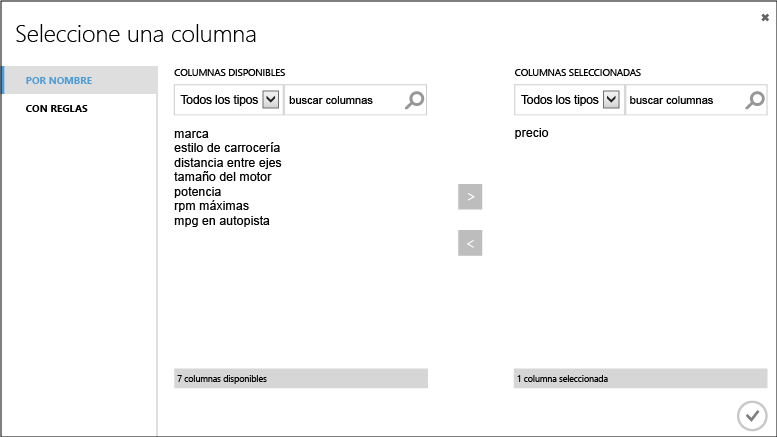 Seleccione una columna
POR NOMBRE
CON REGLAS
COLUMNAS DISPONIBLES
Todos los tipos
buscar columnas
marca
estilo de carrocería
distancia entre ejes
tamaño del motor
potencia
rpm máximas
mpg en autopista
7 columnas disponibles
>
<
COLUMNAS SELECCIONADAS
Todos los tipos
buscar columnas
precio
1 columna seleccionada